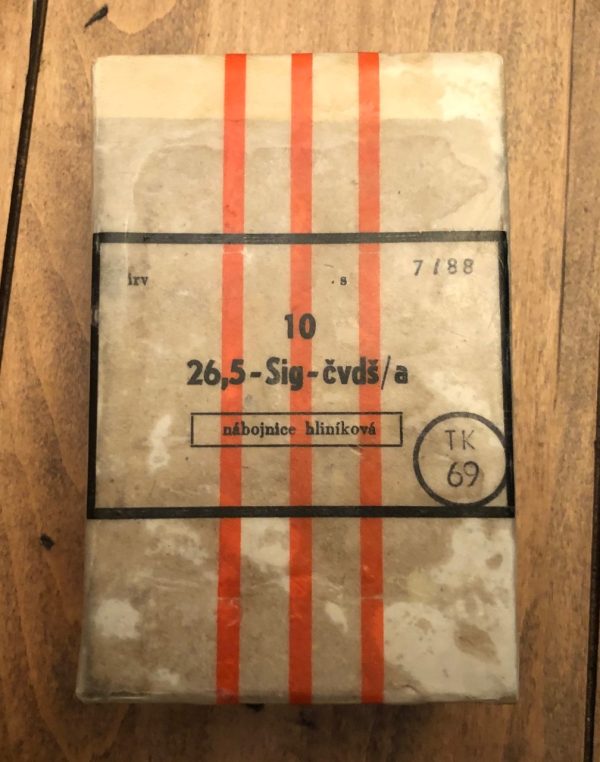 irv s 7/88
10
26,5-Sig-čvdš/a
nábojnice hliníková
TK
69